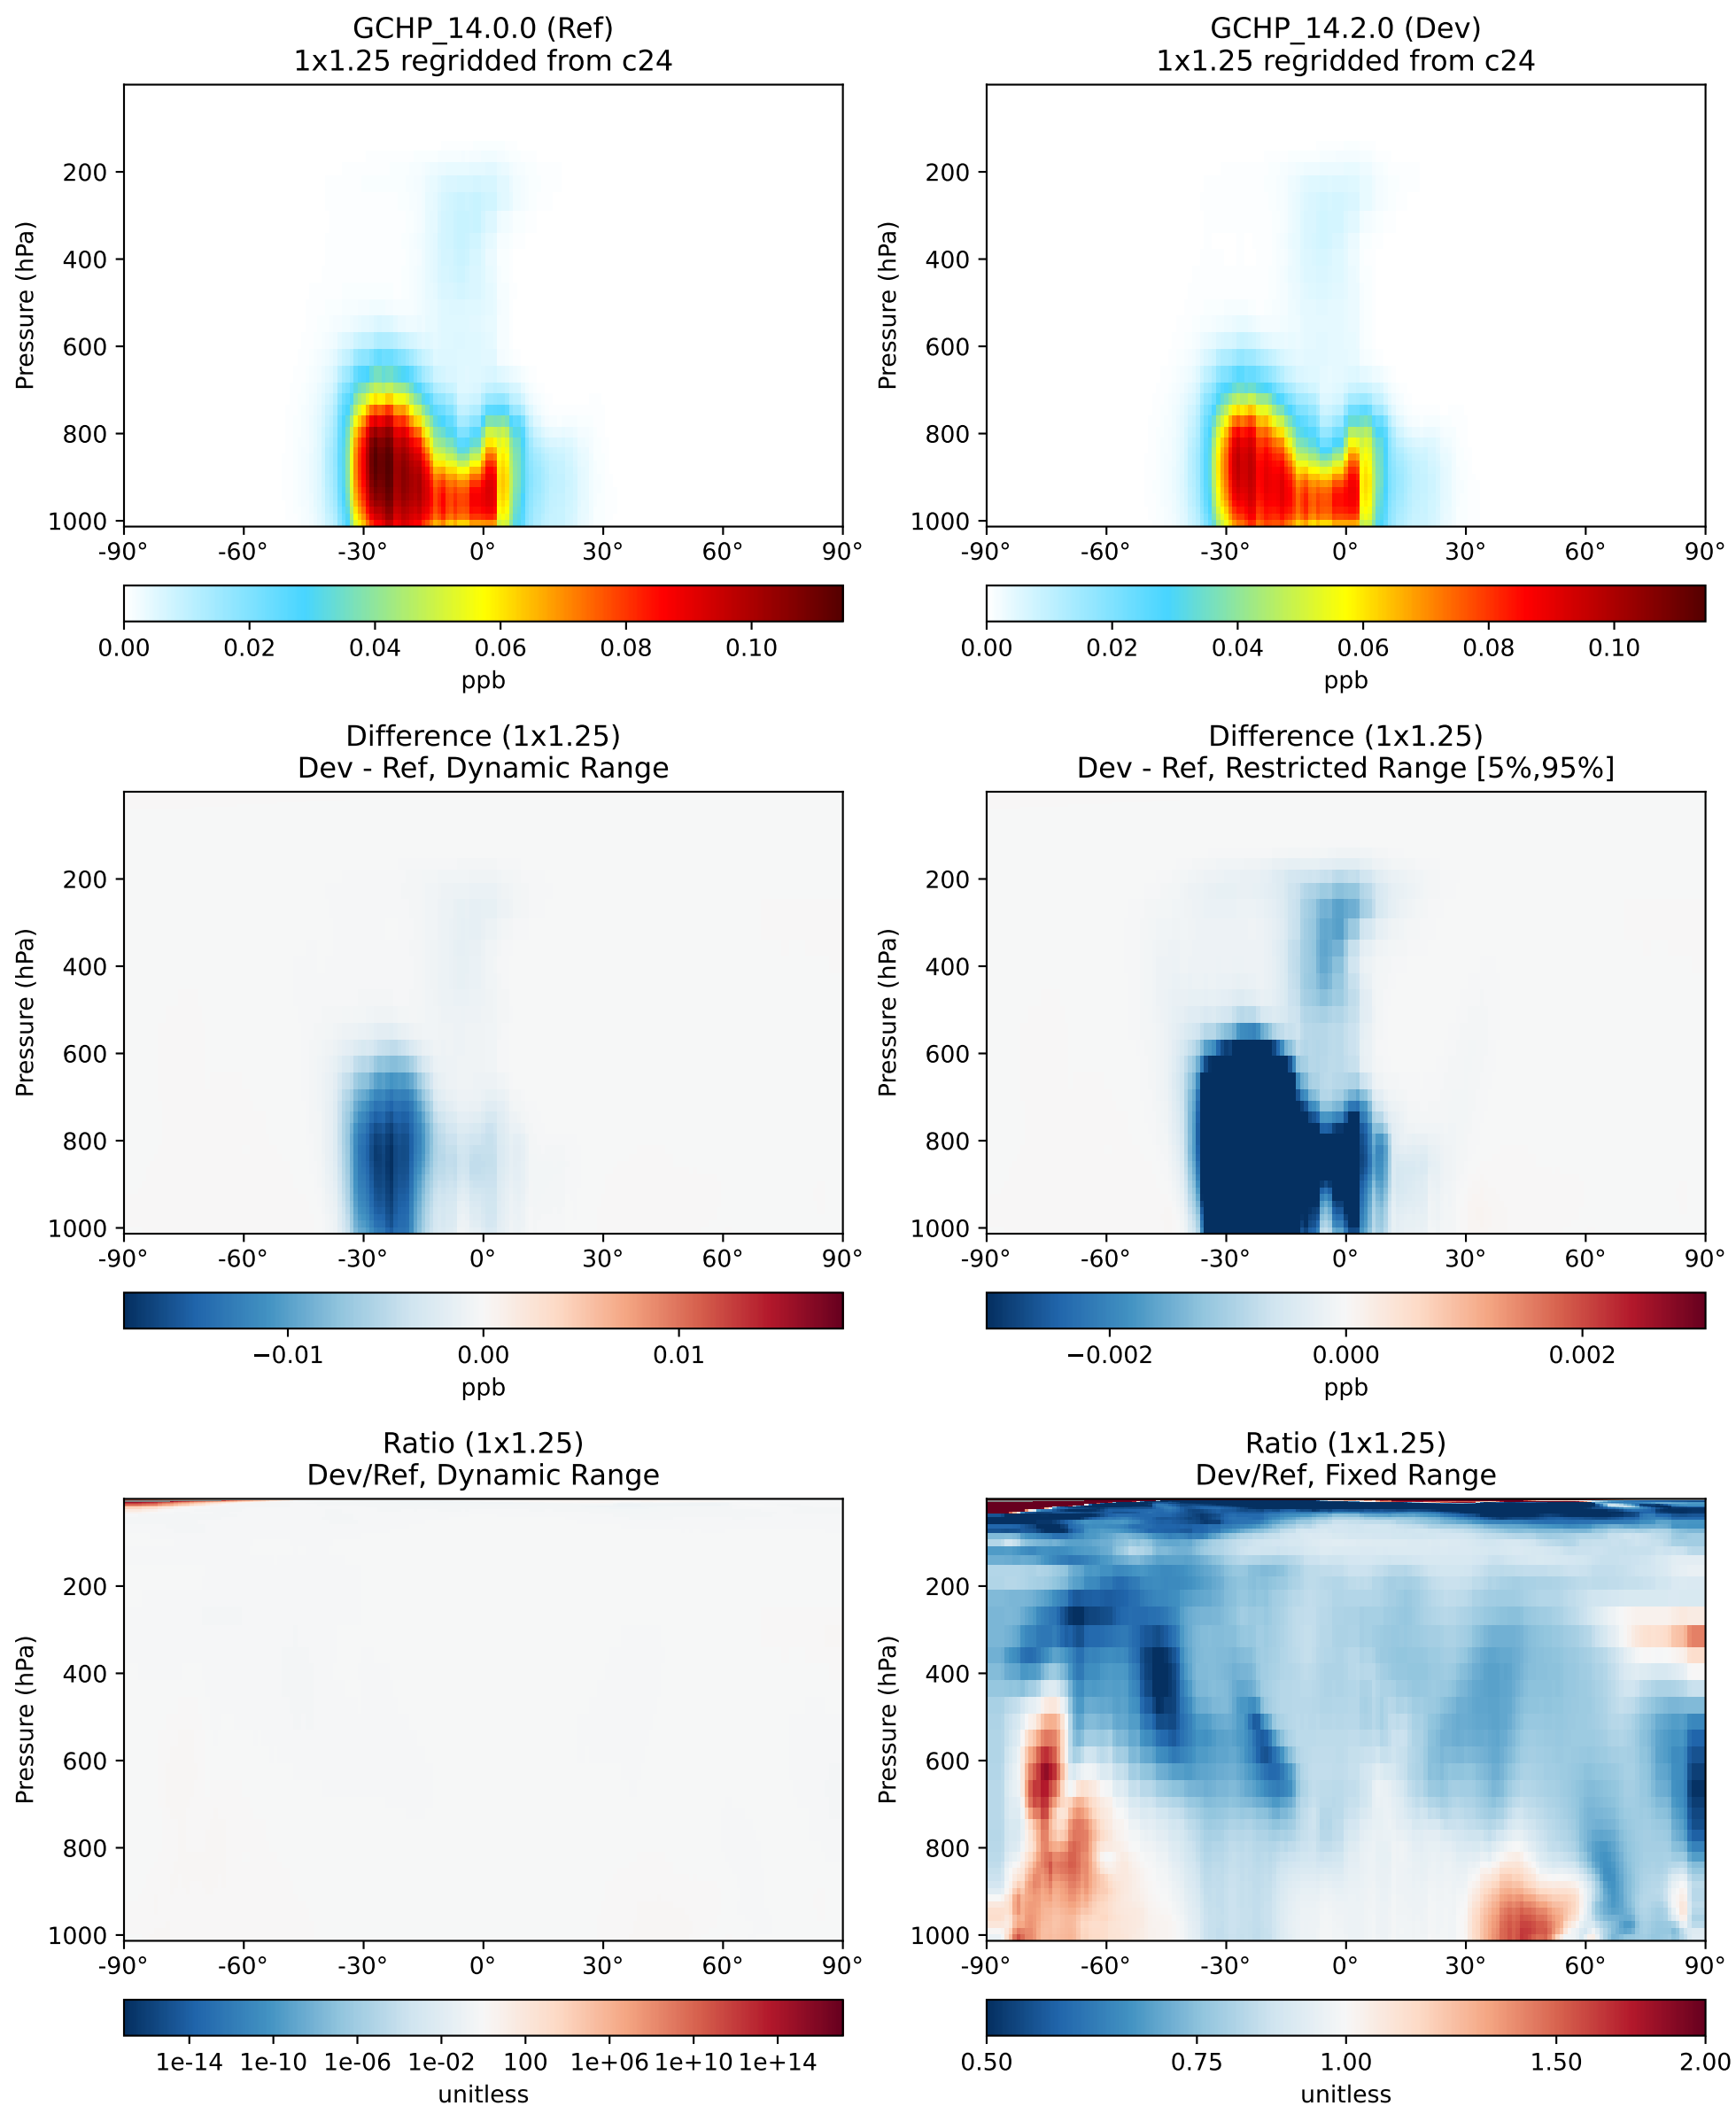 GCHP_14.0.0 (Ref)
1x1.25 regridded from c24
Pressure (hPa)
200
400
600
800
1000
-90° -60° -30° 0° 30° 60° 90°
0.00 0.02 0.04 0.06 0.08 0.10
ppb
GCHP_14.2.0 (Dev)
1x1.25 regridded from c24
Pressure (hPa)
200
400
600
800
1000
-90° -60° -30° 0° 30° 60° 90°
0.00 0.02 0.04 0.06 0.08 0.10
ppb
Difference (1x1.25)
Dev - Ref, Dynamic Range
Pressure (hPa)
200
400
600
800
1000
-90° -60° -30° 0° 30° 60° 90°
−0.01 0.00 0.01
ppb
Difference (1x1.25)
Dev - Ref, Restricted Range [5%,95%]
Pressure (hPa)
200
400
600
800
1000
-90° -60° -30° 0° 30° 60° 90°
−0.002 0.000 0.002
ppb
Ratio (1x1.25)
Dev/Ref, Dynamic Range
Pressure (hPa)
200
400
600
800
1000
-90° -60° -30° 0° 30° 60° 90°
1e-14 1e-10 1e-06 1e-02 100 1e+06 1e+10 1e+14
unitless
Ratio (1x1.25)
Dev/Ref, Fixed Range
Pressure (hPa)
200
400
600
800
1000
-90° -60° -30° 0° 30° 60° 90°
0.50 0.75 1.00 1.50 2.00
unitless